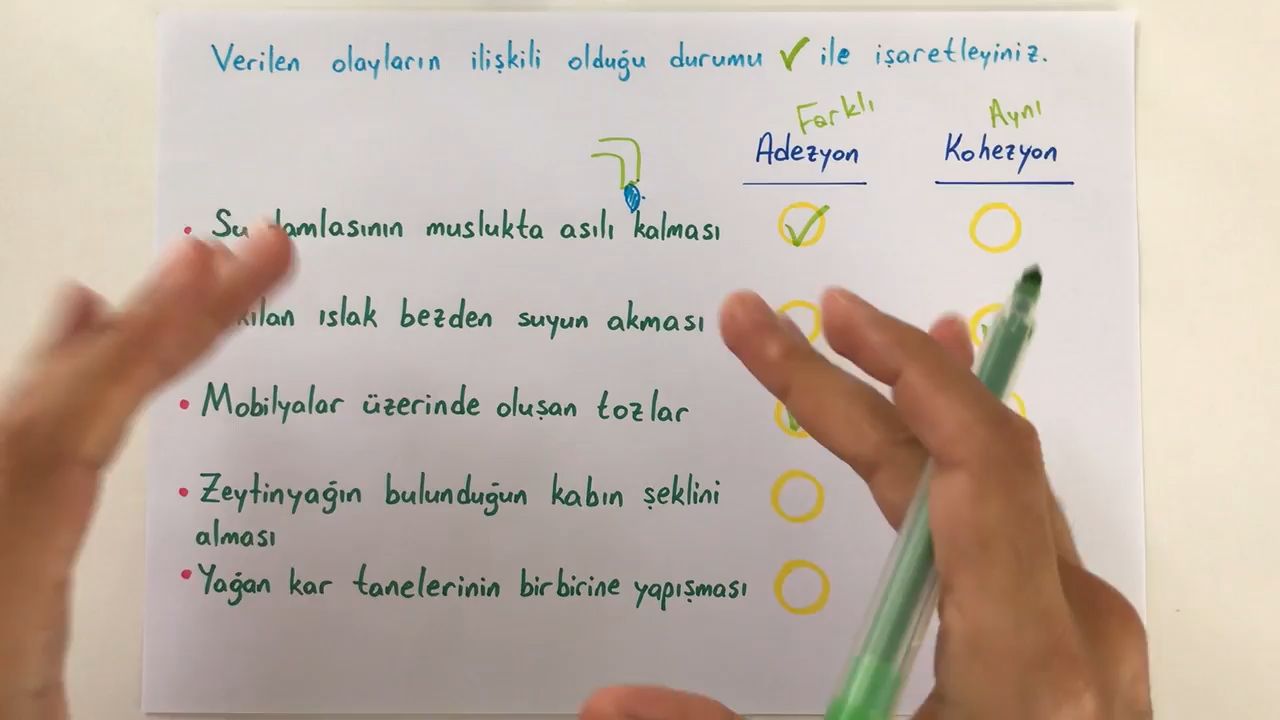 Verilen olayların ilişkili olduğu durumu ✓ ile işaretleyiniz.
Farklı Aynı
Adezyon Kohezyon
• Su damlasının muslukta asılı kalması
ıslak bezden suyun akması
• Mobilyalar üzerinde oluşan tozlar
• Zeytinyağın bulunduğun kabın şeklini
alması
• Yağan kar tanelerinin birbirine yapışması